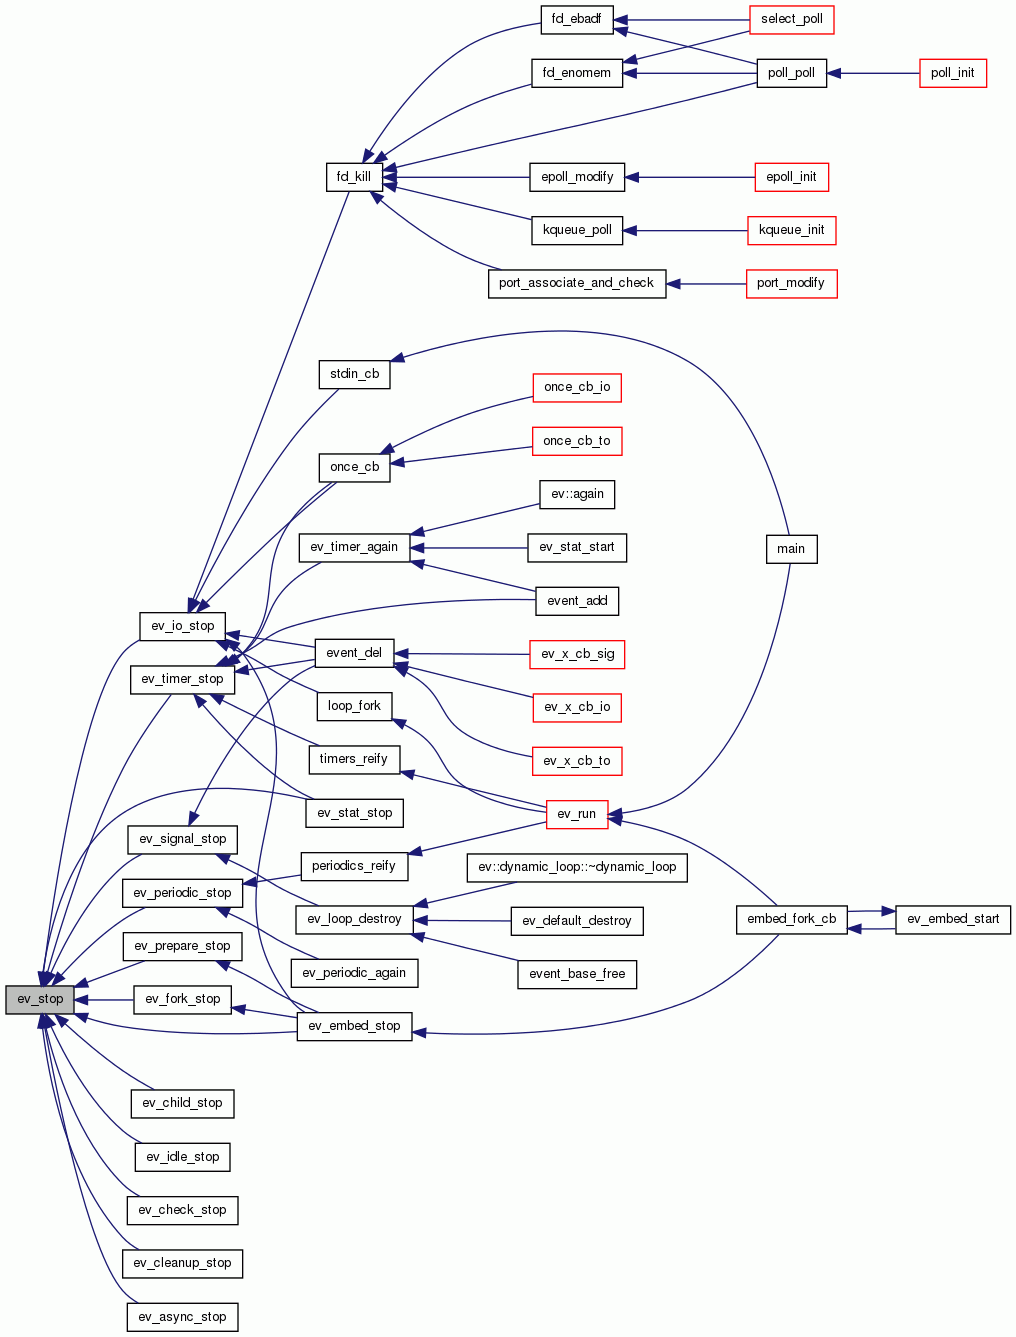 fd_ebadf
select_poll
fd_enomem
poll_poll
poll_init
fd_kill
epoll_modify
epoll_init
kqueue_poll
kqueue_init
port_associate_and_check
port_modify
stdin_cb
once_cb_io
once_cb
once_cb_to
ev::again
ev_timer_again
ev_stat_start
main
event_add
ev_io_stop
event_del
ev_x_cb_sig
ev_timer_stop
loop_fork
ev_x_cb_io
timers_reify
ev_x_cb_to
ev_stat_stop
ev_run
ev_signal_stop
periodics_reify
ev::dynamic_loop::~dynamic_loop
ev_periodic_stop
ev_loop_destroy
ev_default_destroy
embed_fork_cb
ev_embed_start
ev_prepare_stop
ev_periodic_again
event_base_free
ev_stop
ev_fork_stop
ev_embed_stop
ev_child_stop
ev_idle_stop
ev_check_stop
ev_cleanup_stop
ev_async_stop